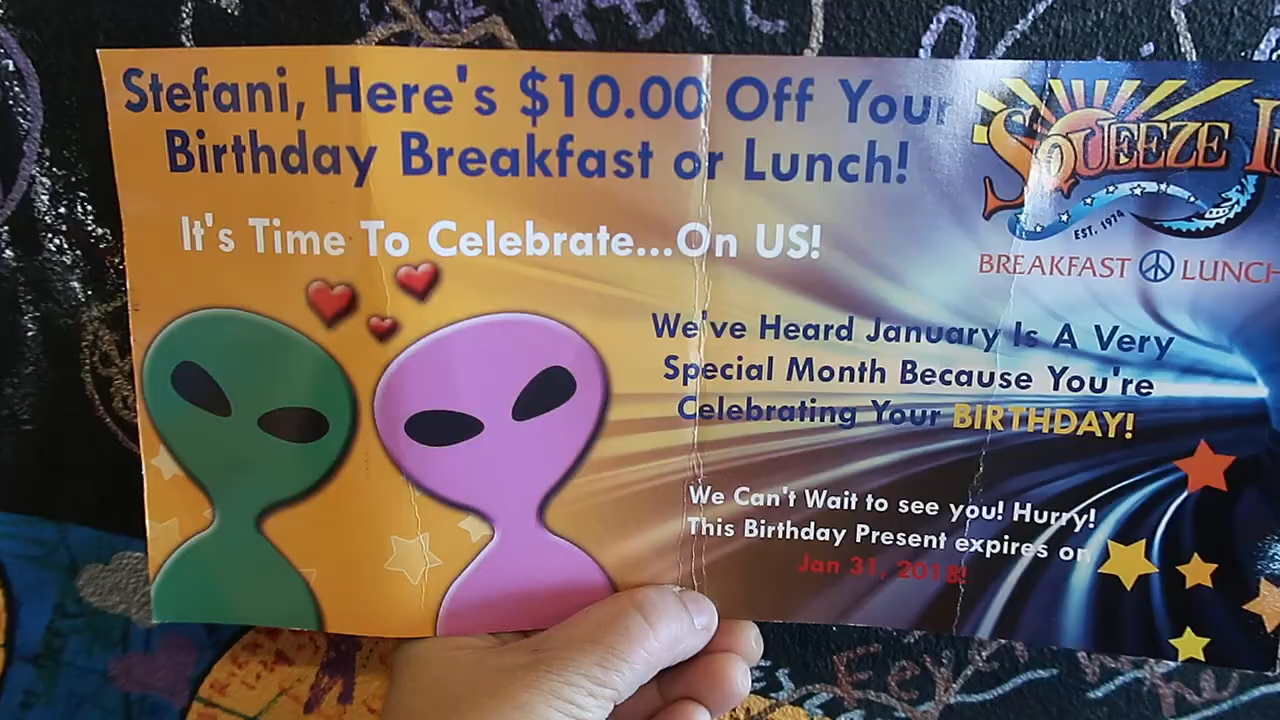 Stefani, Here's $10.00 Off Your
Birthday Breakfast or Lunch!
It's Time To Celebrate...On US!
SQUEEZE
EST. 1974
BREAKFAST LUNCH
We've Heard January Is A Very
Special Month Because You're
Celebrating Your BIRTHDAY!
We Can't Wait to see you! Hurry!
This Birthday Present expires on
Jan 31, 2018!